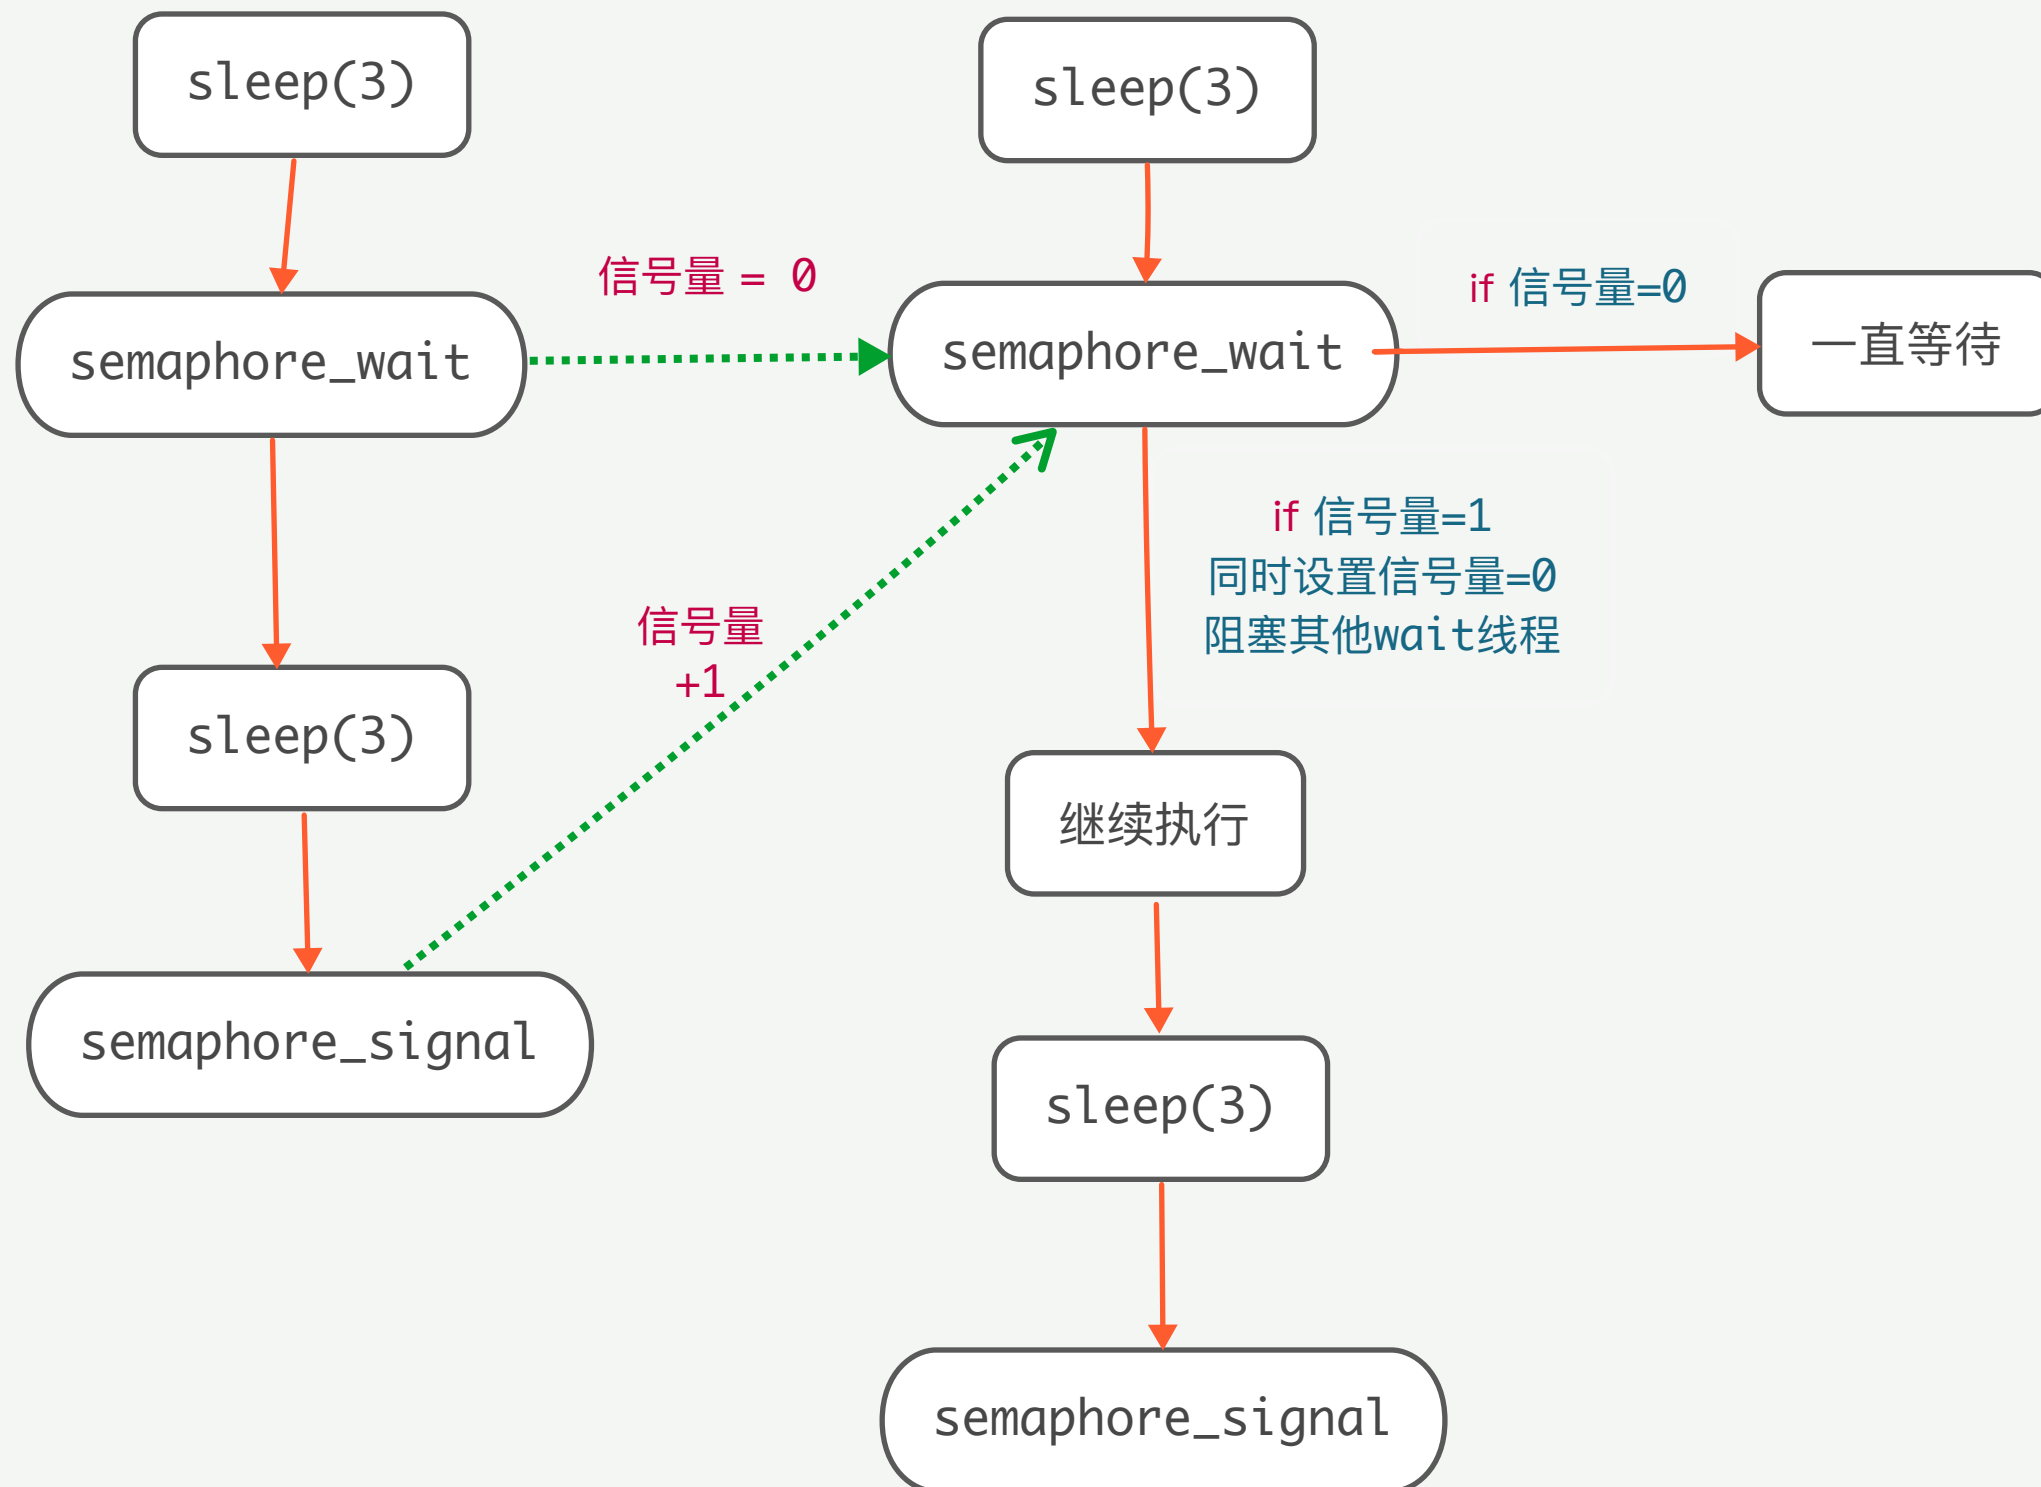 sleep(3)
sleep(3)
信号量 = 0
if 信号量=0
semaphore_wait
semaphore_wait
一直等待
if 信号量=1
同时设置信号量=0
阻塞其他wait线程
信号量
+1
sleep(3)
继续执行
semaphore_signal
sleep(3)
semaphore_signal